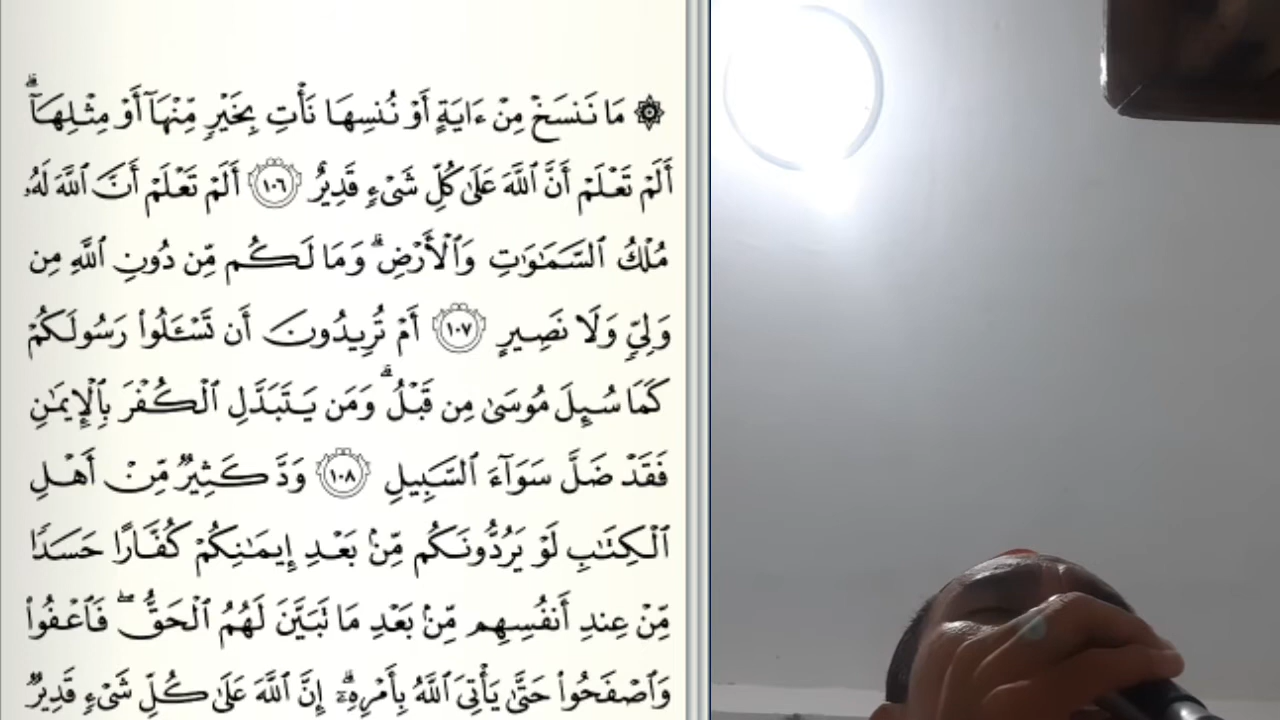 ۞ مَا نَنسَخْ مِنْ ءَايَةٍ أَوْ نُنسِهَا نَأْتِ بِخَيْرٍ مِّنْهَآ أَوْ مِثْلِهَآ ۗ
أَلَمْ تَعْلَمْ أَنَّ ٱللَّهَ عَلَىٰ كُلِّ شَىْءٍ قَدِيرٌ ١٠٦ أَلَمْ تَعْلَمْ أَنَّ ٱللَّهَ لَهُۥ
مُلْكُ ٱلسَّمَـٰوَٰتِ وَٱلْأَرْضِ ۗ وَمَا لَكُم مِّن دُونِ ٱللَّهِ مِن
وَلِىٍّ وَلَا نَصِيرٍ ١٠٧ أَمْ تُرِيدُونَ أَن تَسْـَٔلُوا۟ رَسُولَكُمْ
كَمَا سُئِلَ مُوسَىٰ مِن قَبْلُ ۗ وَمَن يَتَبَدَّلِ ٱلْكُفْرَ بِٱلْإِيمَـٰنِ
فَقَدْ ضَلَّ سَوَآءَ ٱلسَّبِيلِ ١٠٨ وَدَّ كَثِيرٌ مِّنْ أَهْلِ
ٱلْكِتَـٰبِ لَوْ يَرُدُّونَكُم مِّنۢ بَعْدِ إِيمَـٰنِكُمْ كُفَّارًا حَسَدًا
مِّنْ عِندِ أَنفُسِهِم مِّنۢ بَعْدِ مَا تَبَيَّنَ لَهُمُ ٱلْحَقُّ ۖ فَٱعْفُوا۟
وَٱصْفَحُوا۟ حَتَّىٰ يَأْتِىَ ٱللَّهُ بِأَمْرِهِۦٓ ۗ إِنَّ ٱللَّهَ عَلَىٰ كُلِّ شَىْءٍ قَدِيرٌ